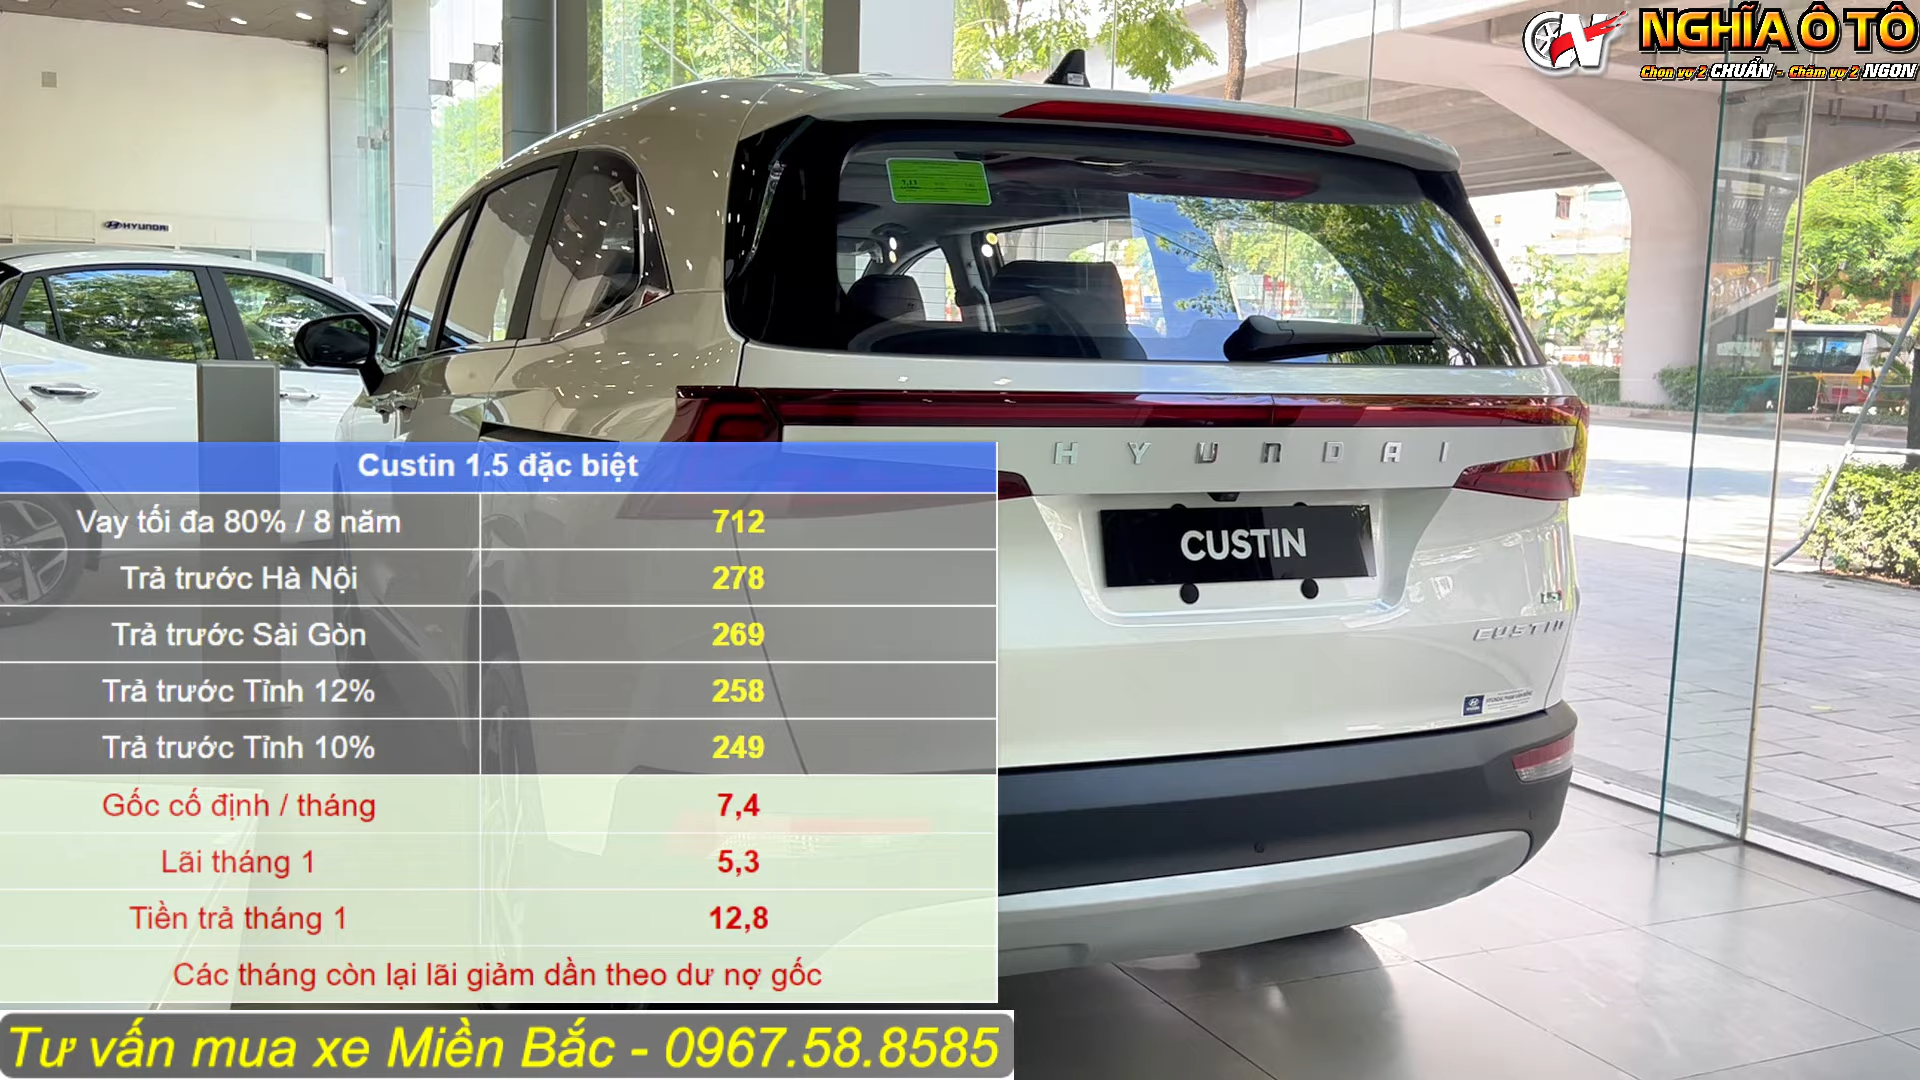 NGHĨA Ô TÔ
Chọn vợ 2 CHUẨN - Chăm vợ 2 NGON
HYUNDAI
HYUNDAI
CUSTIN
CUSTIN
Custin 1.5 đặc biệt
Vay tối đa 80% / 8 năm 712
Trả trước Hà Nội 278
Trả trước Sài Gòn 269
Trả trước Tỉnh 12% 258
Trả trước Tỉnh 10% 249
Gốc cố định / tháng 7,4
Lãi tháng 1 5,3
Tiền trả tháng 1 12,8
Các tháng còn lại lãi giảm dần theo dư nợ gốc
Tư vấn mua xe Miền Bắc - 0967.58.8585